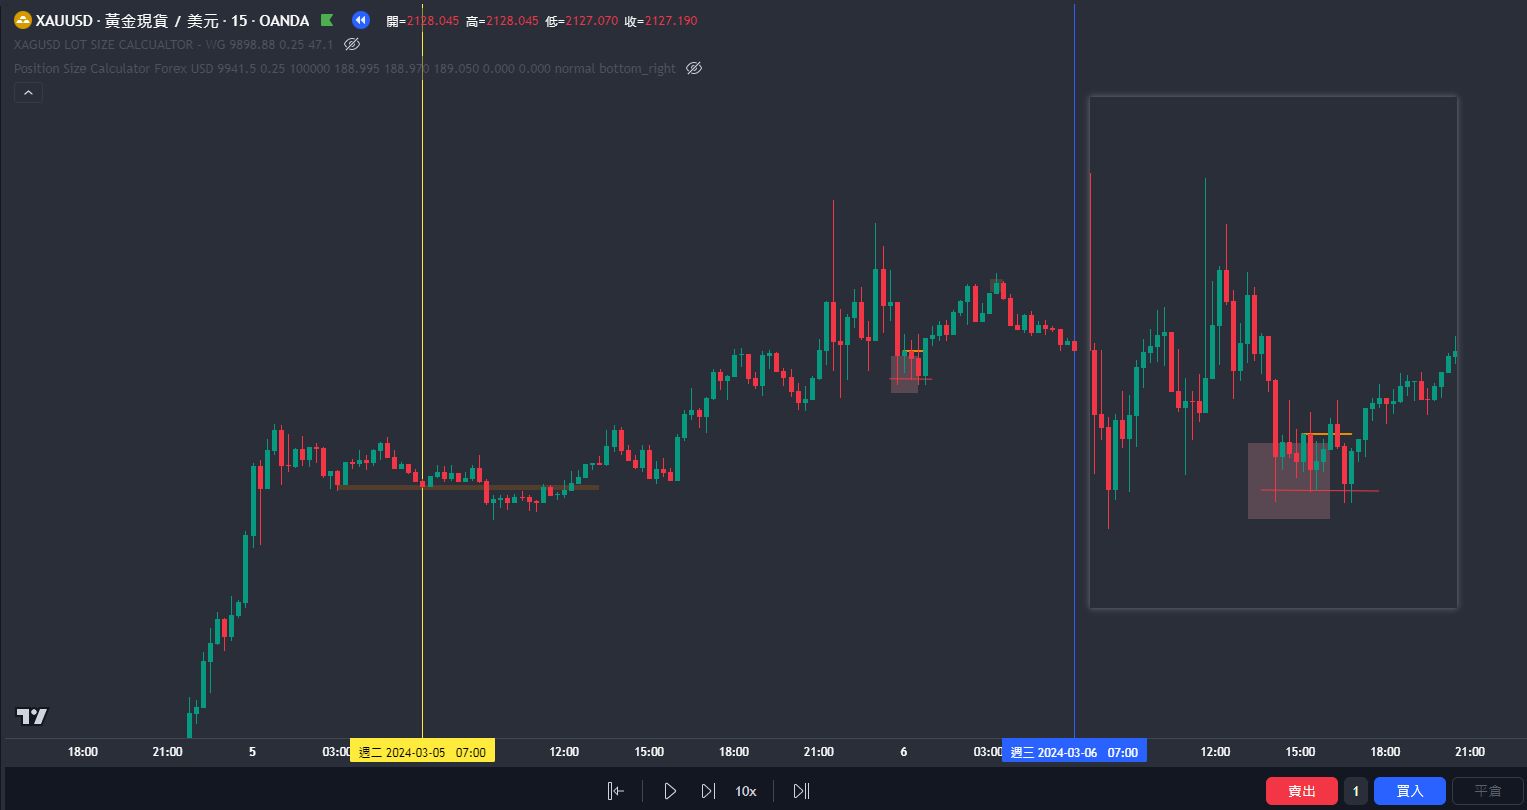 XAUUSD · 黃金現貨 / 美元 · 15 · OANDA 開=2128.045 高=2128.045 低=2127.070 收=2127.190
XAGUSD LOT SIZE CALCUALTOR - WG 9898.88 0.25 47.1
Position Size Calculator Forex USD 9941.5 0.25 100000 188.995 188.970 189.050 0.000 0.000 normal bottom_right
18:00 21:00 5 03:00 週二 2024-03-05 07:00 12:00 15:00 18:00 21:00 6 03:00 週三 2024-03-06 07:00 12:00 15:00 18:00 21:00
10x 賣出 1 買入 平倉